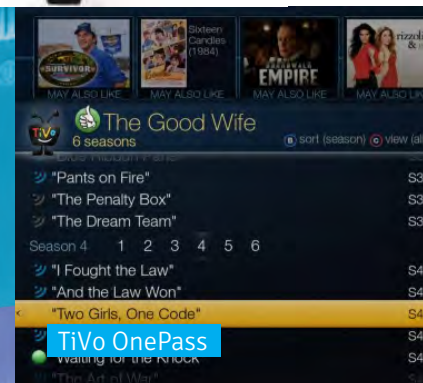 SURVIVOR
Sixteen
Candles
(1984)
BOARDWALK
EMPIRE
rizzoli
&
MAY ALSO LIKE
MAY ALSO LIKE
MAY ALSO LIKE
MAY ALSO LIKE
TiVo
The Good Wife
6 seasons
B sort (season) C view (al
"Pants on Fire" S3
"The Penalty Box" S3
"The Dream Team" S3
Season 4 1 2 3 4 5 6
"I Fought the Law" S4
"And the Law Won" S4
"Two Girls, One Code" S4
TiVo OnePass S4
"Waiting for the Knock" S4
"The Art of War"